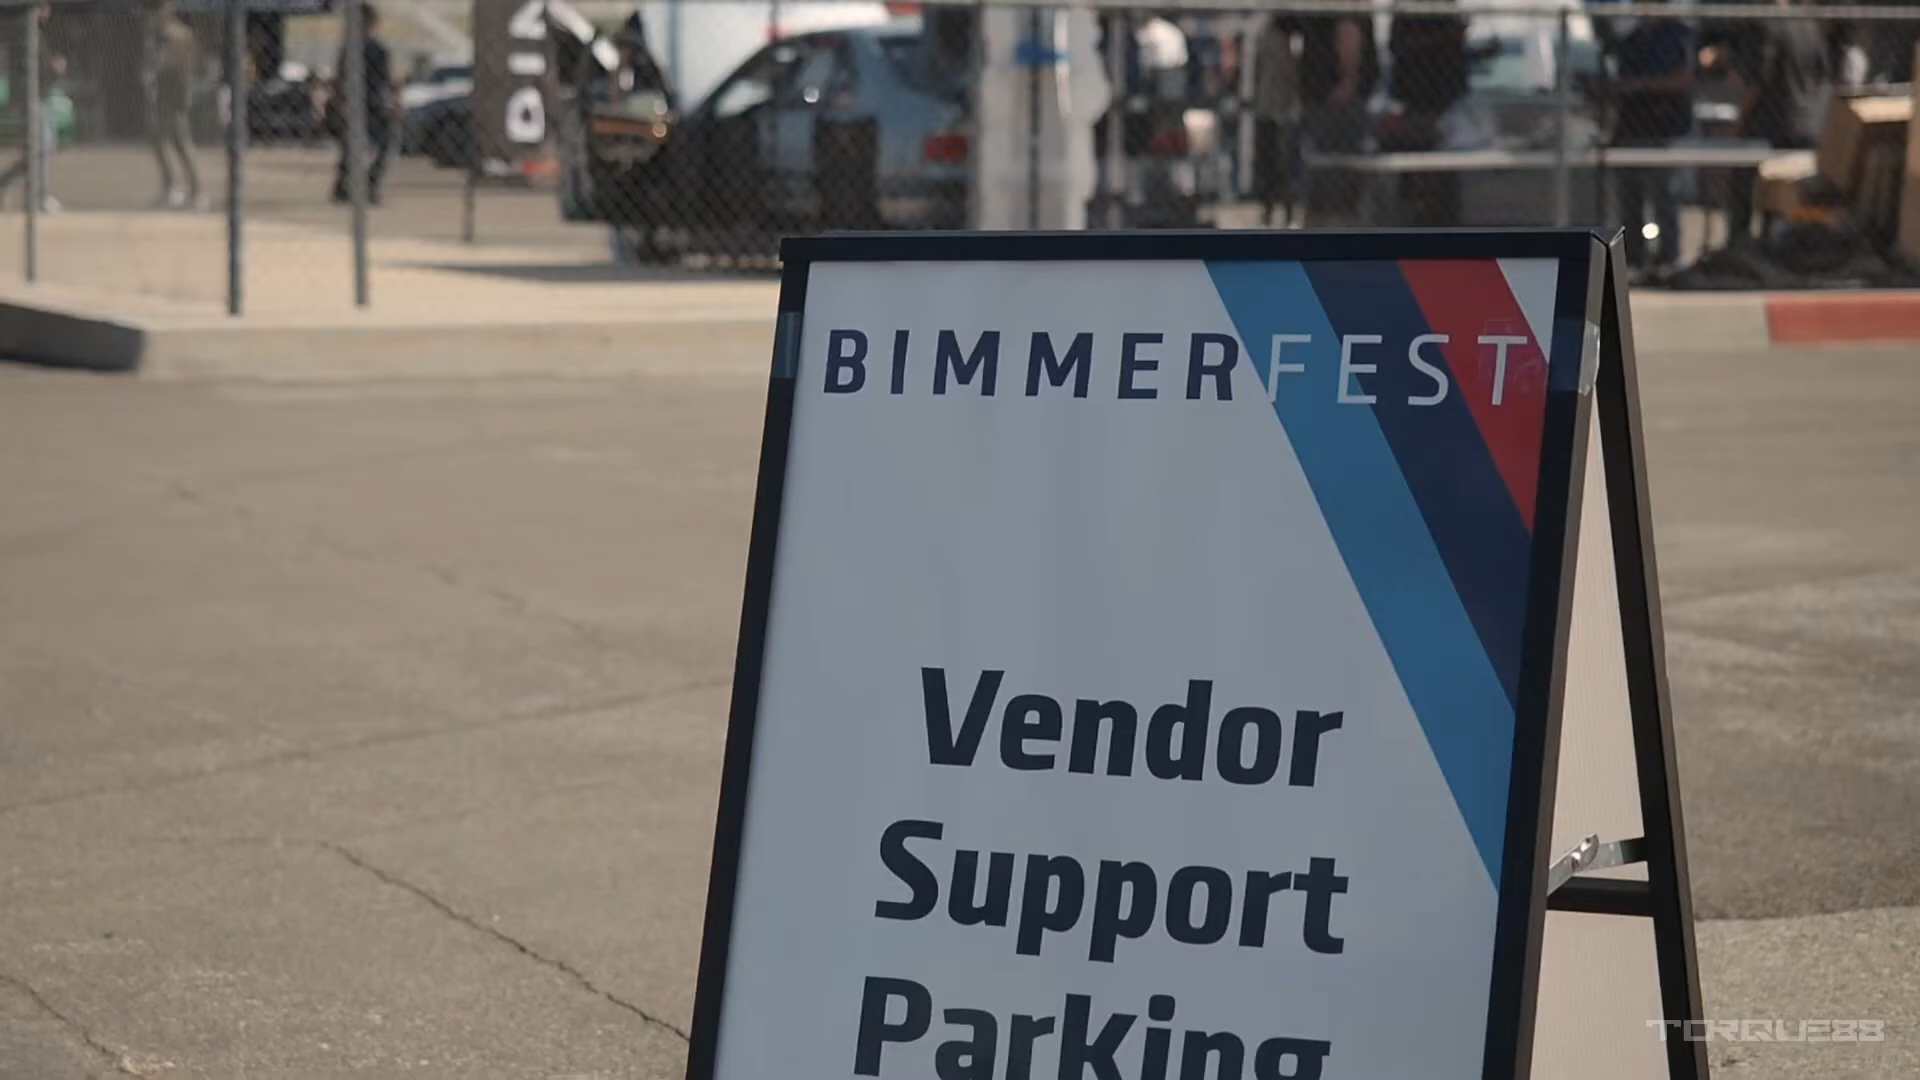 BIMMERFEST
Vendor
Support
Parking
TORQUE88